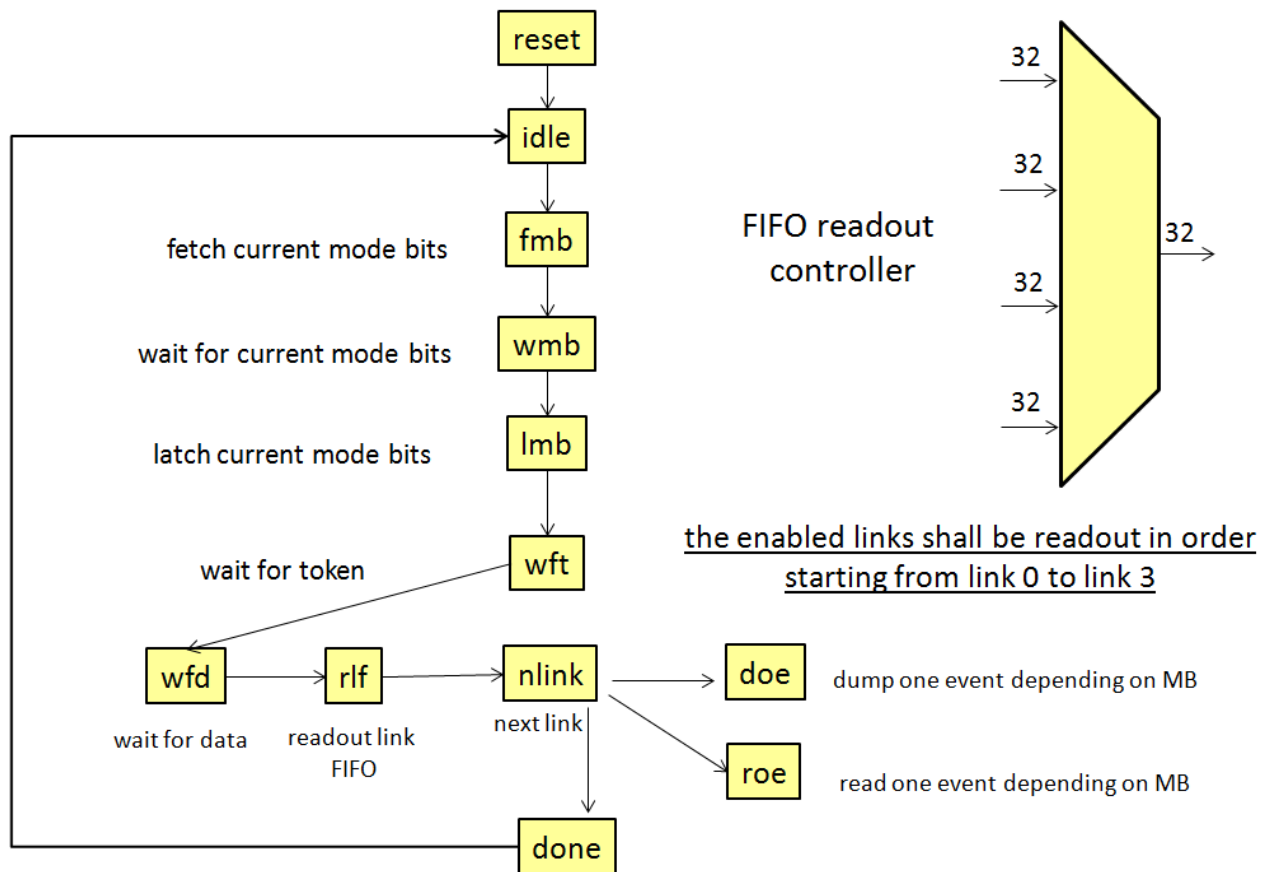 reset
idle
fetch current mode bits
fmb
wait for current mode bits
wmb
latch current mode bits
lmb
wait for token
wft
wfd
rlf
nlink
doe
dump one event depending on MB
wait for data
readout link
FIFO
next link
roe
read one event depending on MB
done
FIFO readout
controller
32
32
32
32
32
the enabled links shall be readout in order
starting from link 0 to link 3